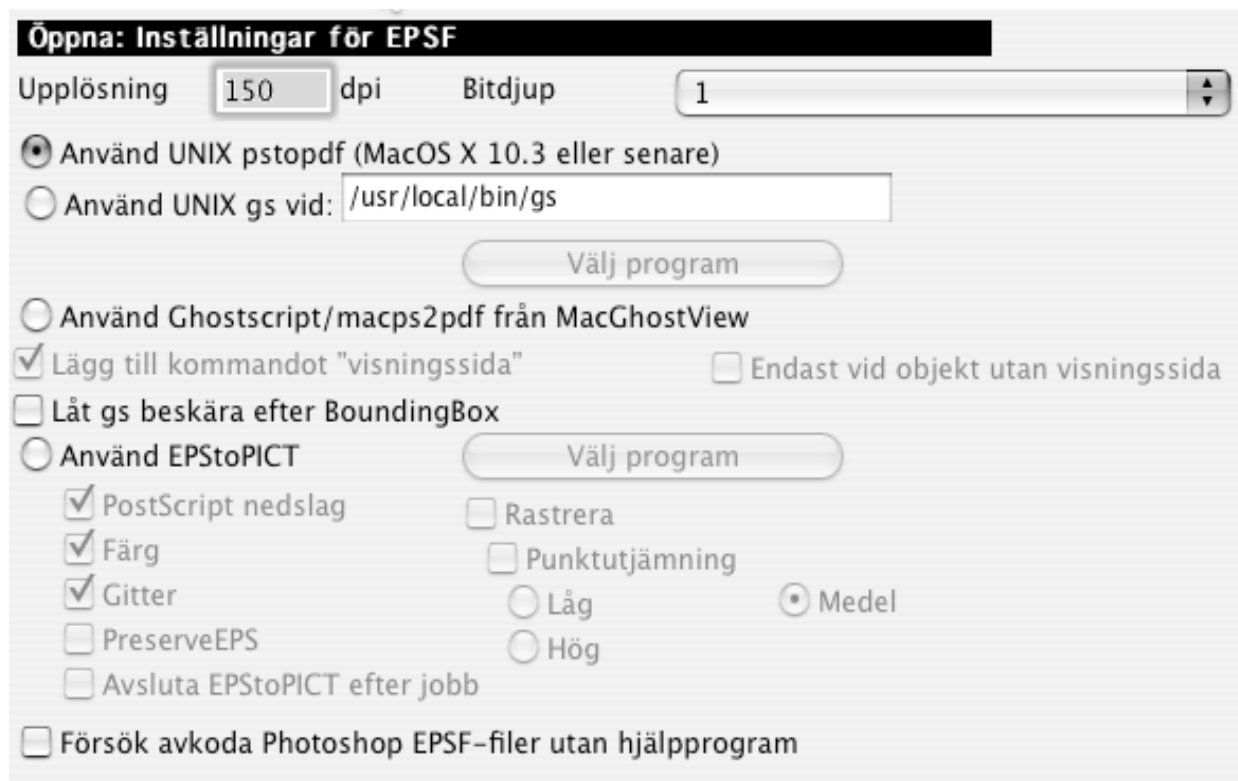 Öppna: Inställningar för EPSF
Upplösning 150 dpi Bitdjup 1
Använd UNIX pstopdf (MacOS X 10.3 eller senare)
Använd UNIX gs vid: /usr/local/bin/gs
Välj program
Använd Ghostscript/macps2pdf från MacGhostView
Lägg till kommandot "visningssida" Endast vid objekt utan visningssida
Låt gs beskära efter BoundingBox
Använd EPStoPICT Välj program
PostScript nedslag Rastrera
Färg Punktutjämning
Gitter Låg Medel
PreserveEPS Hög
Avsluta EPStoPICT efter jobb
Försök avkoda Photoshop EPSF-filer utan hjälpprogram